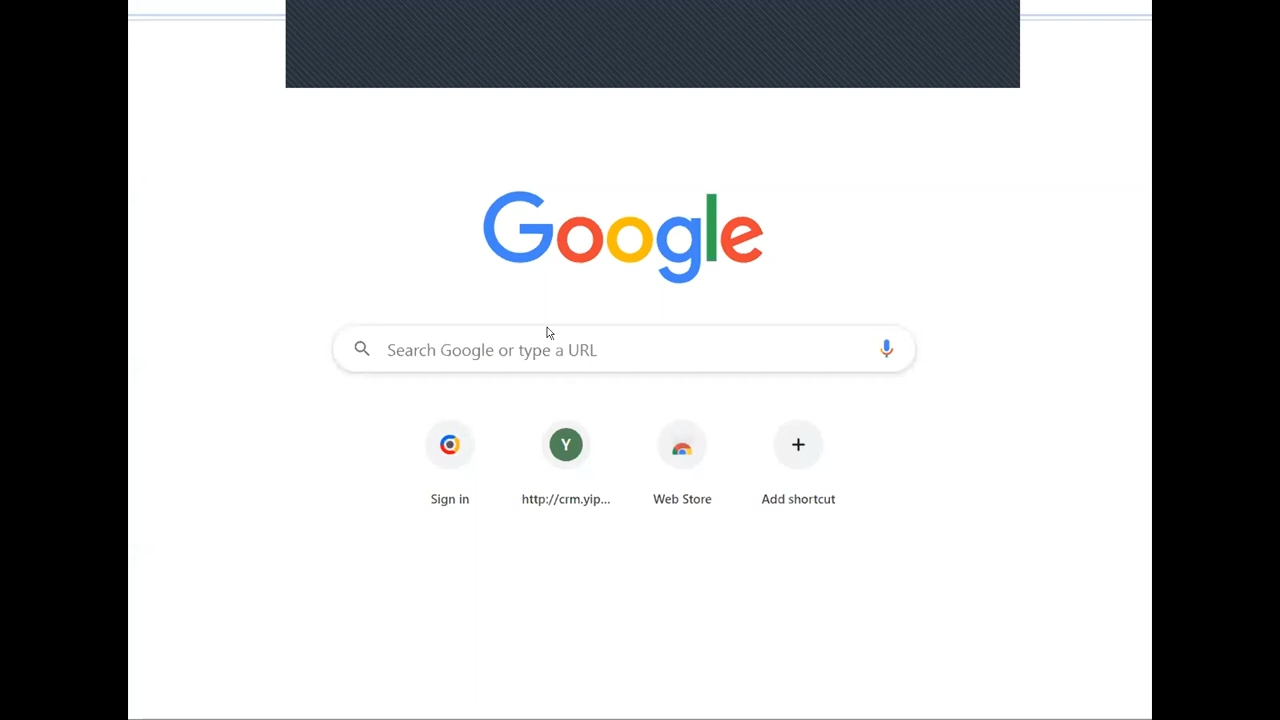 Google
Search Google or type a URL
Y
Sign in
http://crm.yip...
Web Store
Add shortcut